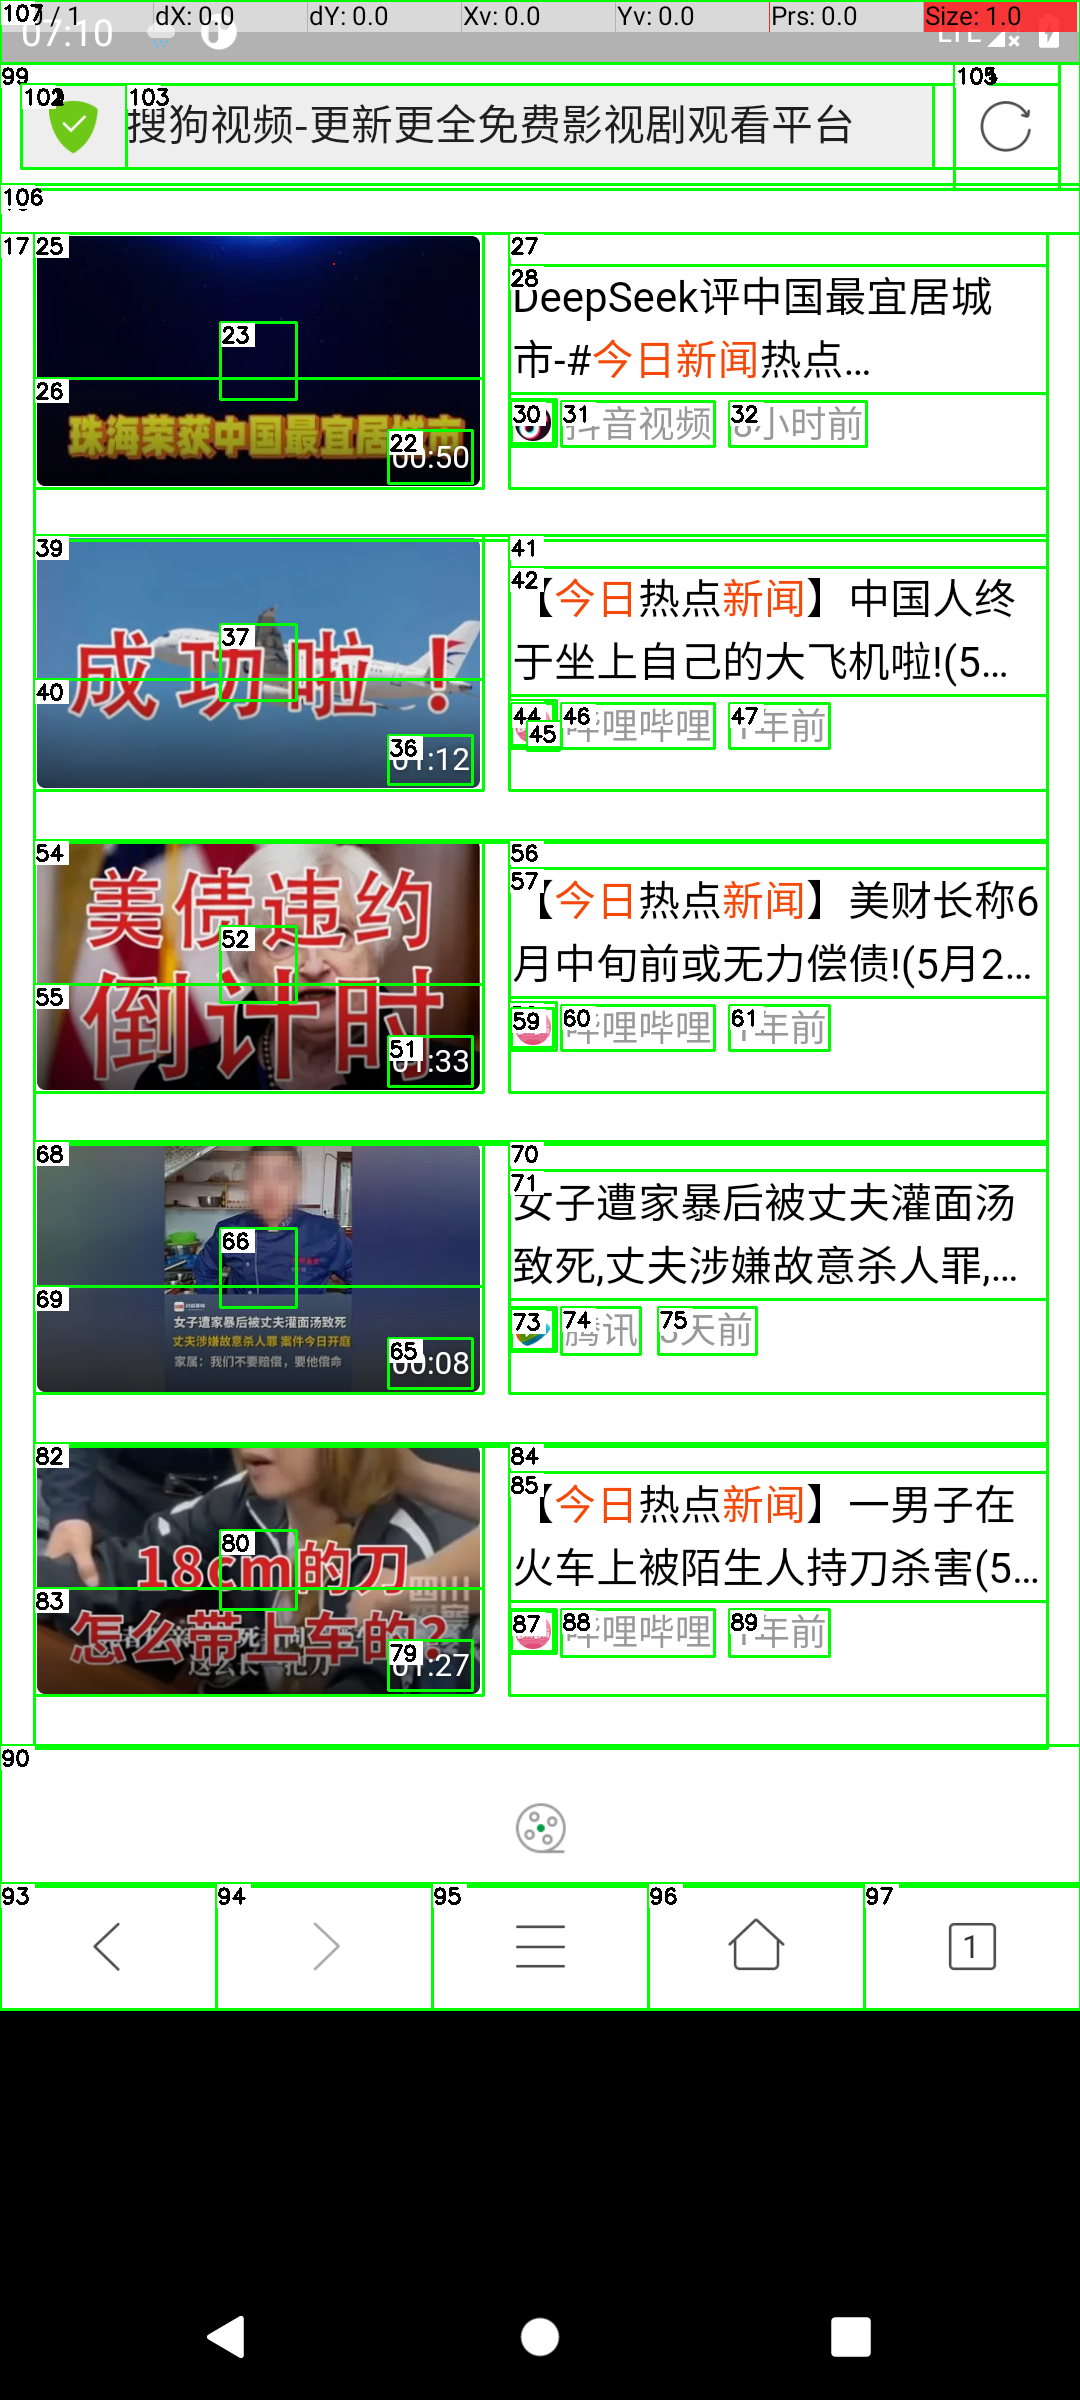 / 1 dX: 0.0 dY: 0.0 Xv: 0.0 Yv: 0.0 Prs: 0.0 Size: 1.0
07:10 LTE
搜狗视频-更新更全免费影视剧观看平台
珠海荣获中国最宜居城市
00:50
DeepSeek评中国最宜居城
市-#今日新闻热点...
抖音视频 小时前
成功啦！
01:12
【今日热点新闻】中国人终
于坐上自己的大飞机啦!(5...
哔哩哔哩 1年前
美债违约
倒计时
01:33
【今日热点新闻】美财长称6
月中旬前或无力偿债!(5月2...
哔哩哔哩 1年前
女子遭家暴后被丈夫灌面汤致死
丈夫涉嫌故意杀人罪 案件今日开庭
家属：我们不要赔偿，要他偿命
00:08
女子遭家暴后被丈夫灌面汤
致死,丈夫涉嫌故意杀人罪,...
腾讯 天前
18cm的刀
怎么带上车的?
四川
这么长一把刀
01:27
【今日热点新闻】一男子在
火车上被陌生人持刀杀害(5...
哔哩哔哩 1年前
1
107
99
102
103
105
106
17
25
23
26
22
27
28
30
31
32
39
37
40
36
41
42
44
45
46
47
54
52
55
51
56
57
59
60
61
68
66
69
65
70
71
73
74
75
82
80
83
79
84
85
87
88
89
90
93
94
95
96
97